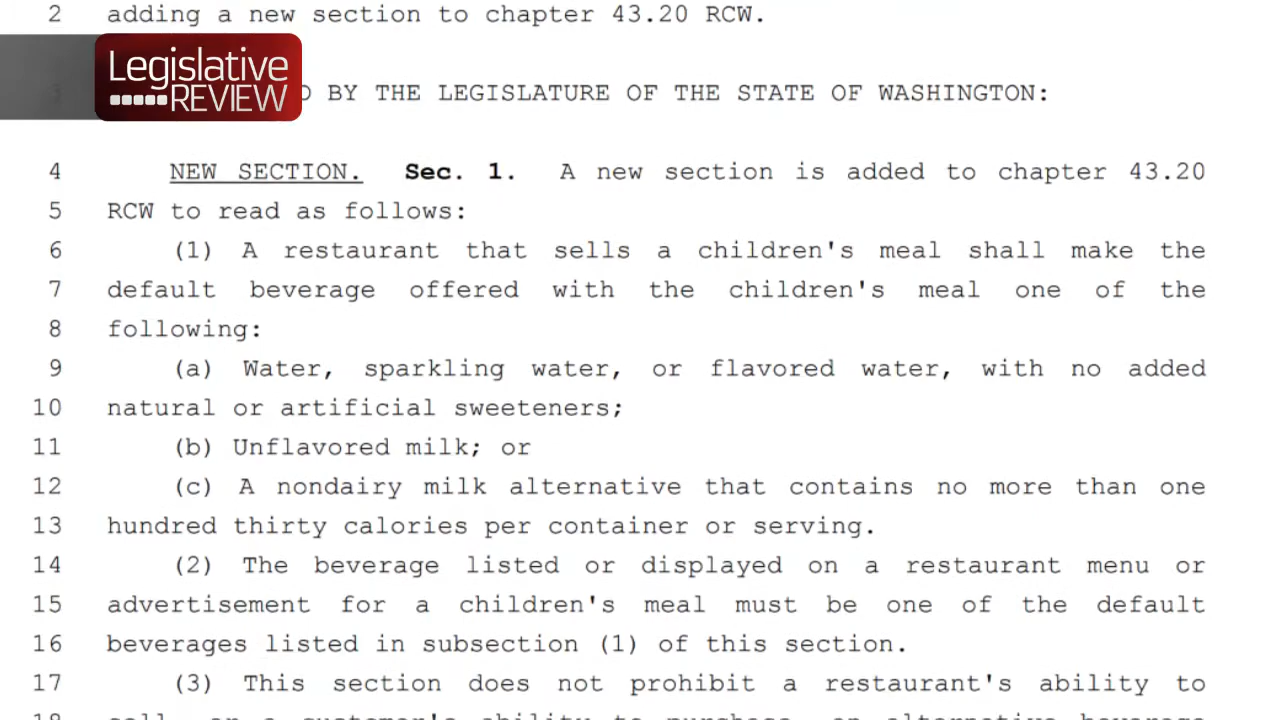 2 adding a new section to chapter 43.20 RCW.
Legislative
REVIEW
BY THE LEGISLATURE OF THE STATE OF WASHINGTON:
4 NEW SECTION. Sec. 1. A new section is added to chapter 43.20
5 RCW to read as follows:
6 (1) A restaurant that sells a children's meal shall make the
7 default beverage offered with the children's meal one of the
8 following:
9 (a) Water, sparkling water, or flavored water, with no added
10 natural or artificial sweeteners;
11 (b) Unflavored milk; or
12 (c) A nondairy milk alternative that contains no more than one
13 hundred thirty calories per container or serving.
14 (2) The beverage listed or displayed on a restaurant menu or
15 advertisement for a children's meal must be one of the default
16 beverages listed in subsection (1) of this section.
17 (3) This section does not prohibit a restaurant's ability to